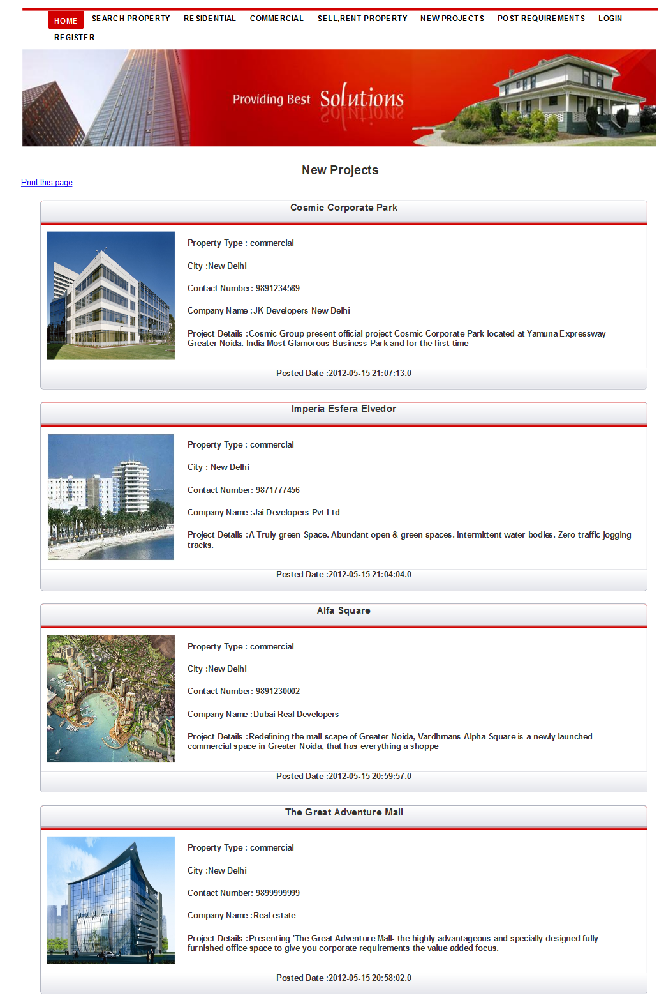 HOME SEARCH PROPERTY RESIDENTIAL COMMERCIAL SELL,RENT PROPERTY NEW PROJECTS POST REQUIREMENTS LOGIN
REGISTER
Providing Best Solutions
New Projects
Print this page
Cosmic Corporate Park
Property Type : commercial
City :New Delhi
Contact Number: 9891234589
Company Name :JK Developers New Delhi
Project Details :Cosmic Group present official project Cosmic Corporate Park located at Yamuna Expressway
Greater Noida. India Most Glamorous Business Park and for the first time
Posted Date :2012-05-15 21:07:13.0
Imperia Esfera Elvedor
Property Type : commercial
City : New Delhi
Contact Number: 9871777456
Company Name :Jai Developers Pvt Ltd
Project Details :A Truly green Space. Abundant open & green spaces. Intermittent water bodies. Zero-traffic jogging
tracks.
Posted Date :2012-05-15 21:04:04.0
Alfa Square
Property Type : commercial
City :New Delhi
Contact Number: 9891230002
Company Name :Dubai Real Developers
Project Details :Redefining the mall-scape of Greater Noida, Vardhmans Alpha Square is a newly launched
commercial space in Greater Noida, that has everything a shoppe
Posted Date :2012-05-15 20:59:57.0
The Great Adventure Mall
Property Type : commercial
City :New Delhi
Contact Number: 9899999999
Company Name :Real estate
Project Details :Presenting 'The Great Adventure Mall- the highly advantageous and specially designed fully
furnished office space to give you corporate requirements the value added focus.
Posted Date :2012-05-15 20:58:02.0